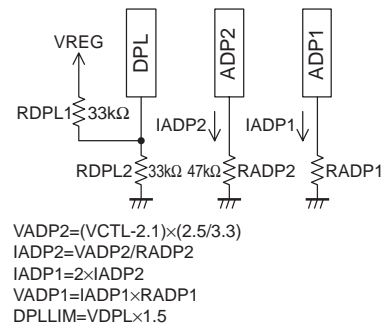 VREG
DPL
ADP2
ADP1
RDPL1 33kΩ
IADP2
IADP1
RDPL2 33kΩ 47kΩ RADP2 RADP1
VADP2=(VCTL-2.1)×(2.5/3.3)
IADP2=VADP2/RADP2
IADP1=2×IADP2
VADP1=IADP1×RADP1
DPLLIM=VDPL×1.5